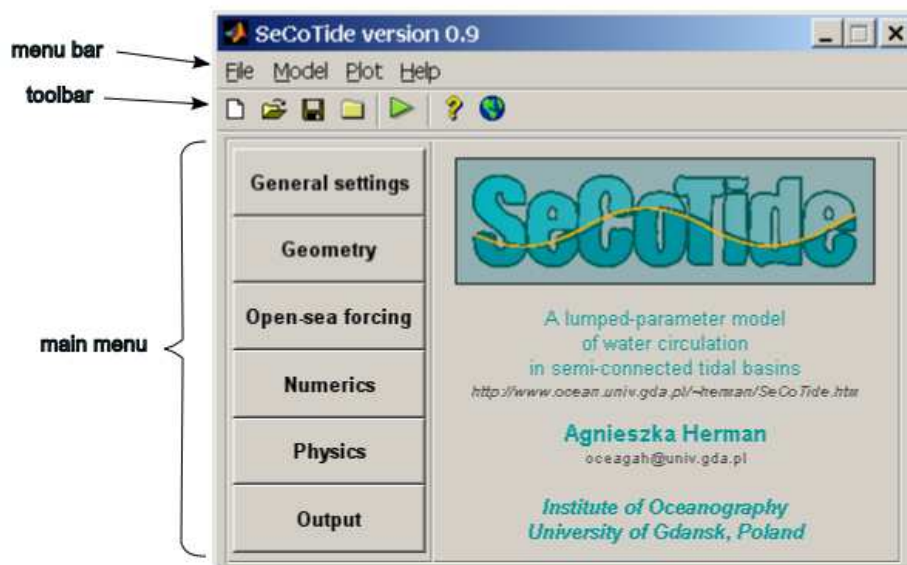 SeCoTide version 0.9
menu bar
File Model Plot Help
toolbar
main menu
General settings
Geometry
Open-sea forcing
Numerics
Physics
Output
SeCoTide
A lumped-parameter model
of water circulation
in semi-connected tidal basins
http://www.ocean.univ.gda.pl/~herman/SeCoTide.htm
Agnieszka Herman
oceagah@univ.gda.pl
Institute of Oceanography
University of Gdansk, Poland